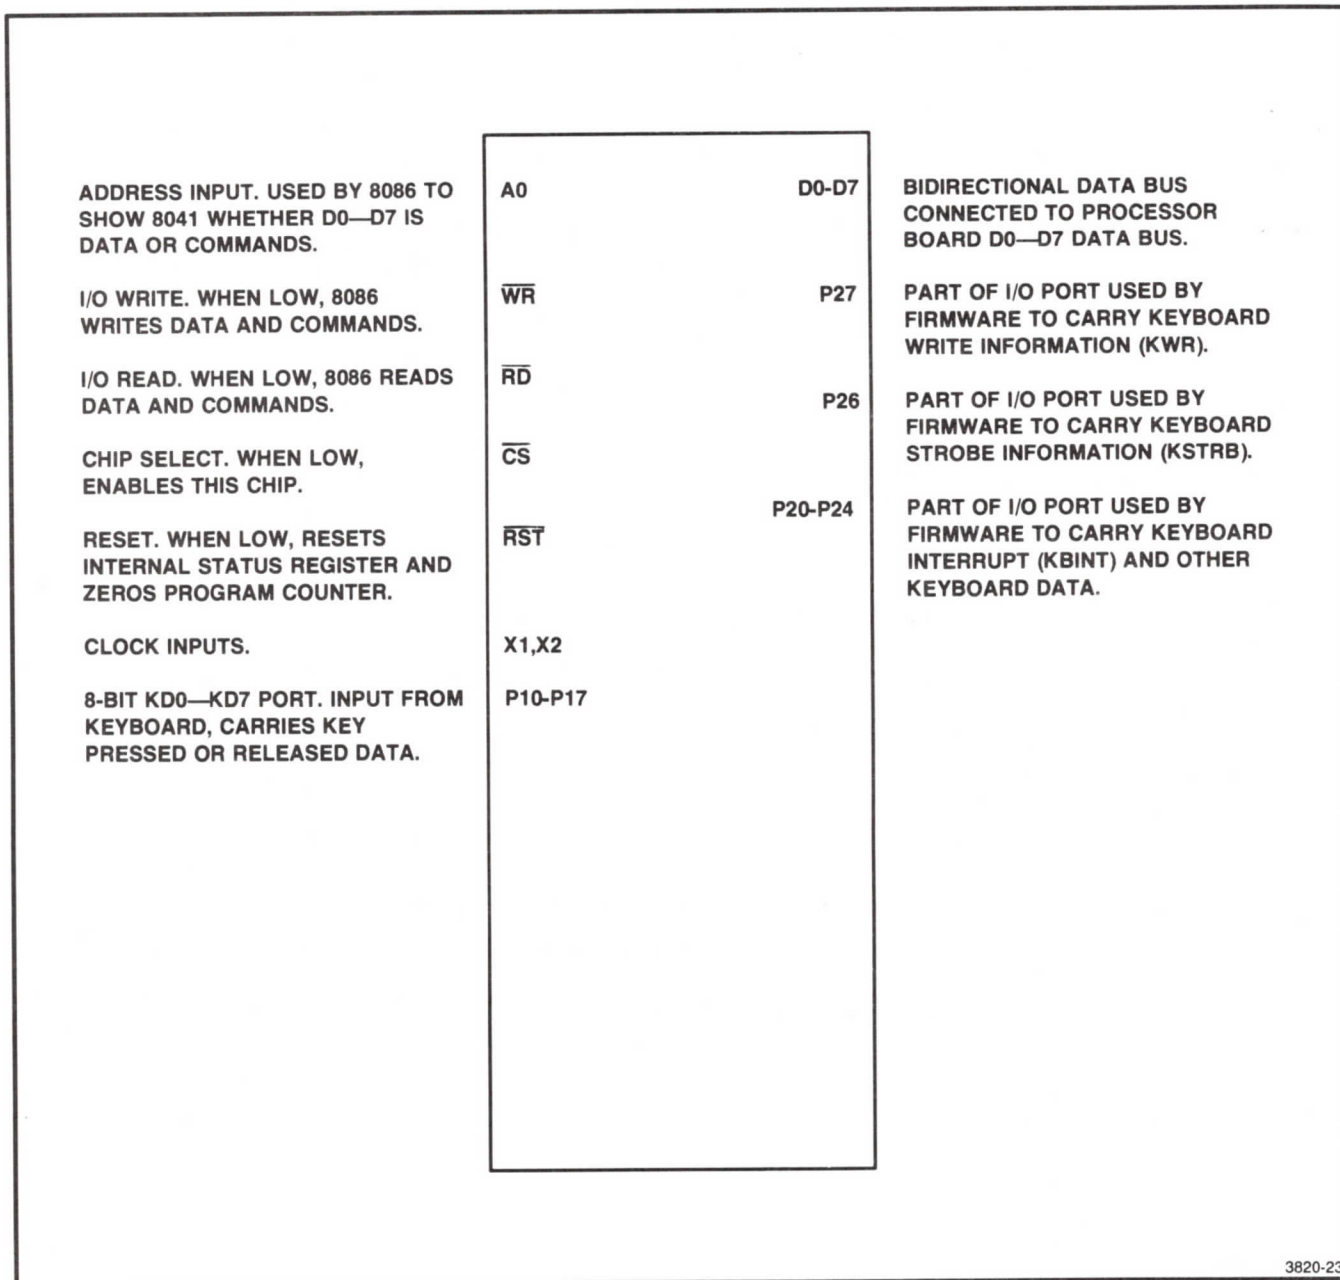 ADDRESS INPUT. USED BY 8086 TO
SHOW 8041 WHETHER D0—D7 IS
DATA OR COMMANDS.
I/O WRITE. WHEN LOW, 8086
WRITES DATA AND COMMANDS.
I/O READ. WHEN LOW, 8086 READS
DATA AND COMMANDS.
CHIP SELECT. WHEN LOW,
ENABLES THIS CHIP.
RESET. WHEN LOW, RESETS
INTERNAL STATUS REGISTER AND
ZEROS PROGRAM COUNTER.
CLOCK INPUTS.
8-BIT KD0—KD7 PORT. INPUT FROM
KEYBOARD, CARRIES KEY
PRESSED OR RELEASED DATA.
A0
W̅R̅
R̅D̅
C̅S̅
R̅S̅T̅
X1,X2
P10-P17
D0-D7
P27
P26
P20-P24
BIDIRECTIONAL DATA BUS
CONNECTED TO PROCESSOR
BOARD D0—D7 DATA BUS.
PART OF I/O PORT USED BY
FIRMWARE TO CARRY KEYBOARD
WRITE INFORMATION (KWR).
PART OF I/O PORT USED BY
FIRMWARE TO CARRY KEYBOARD
STROBE INFORMATION (KSTRB).
PART OF I/O PORT USED BY
FIRMWARE TO CARRY KEYBOARD
INTERRUPT (KBINT) AND OTHER
KEYBOARD DATA.
3820-23